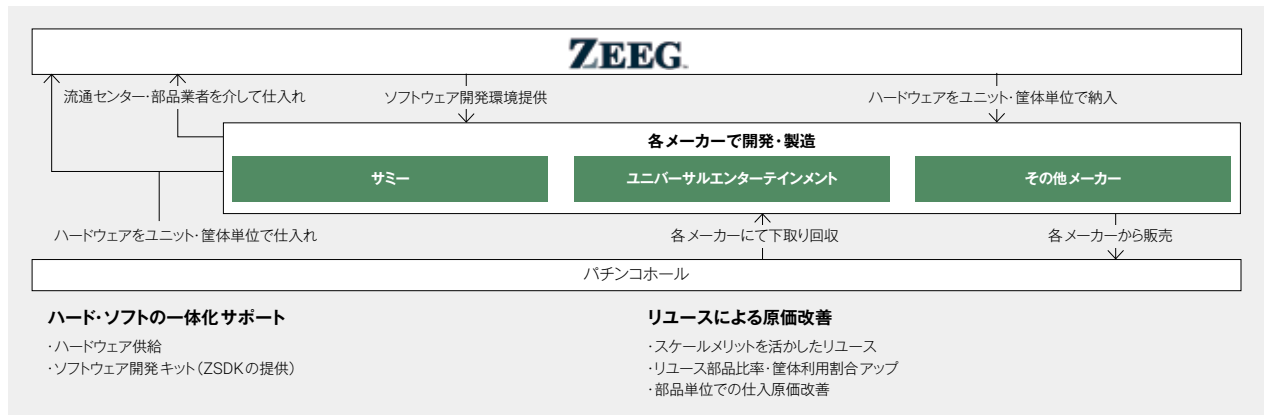 ZEEG™
流通センター・部品業者を介して仕入れ
ソフトウェア開発環境提供
ハードウェアをユニット・筐体単位で納入
各メーカーで開発・製造
サミー
ユニバーサルエンターテインメント
その他メーカー
ハードウェアをユニット・筐体単位で仕入れ
各メーカーにて下取り回収
各メーカーから販売
パチンコホール
ハード・ソフトの一体化サポート
・ハードウェア供給
・ソフトウェア開発キット（ZSDKの提供）
リユースによる原価改善
・スケールメリットを活かしたリユース
・リユース部品比率・筐体利用割合アップ
・部品単位での仕入原価改善